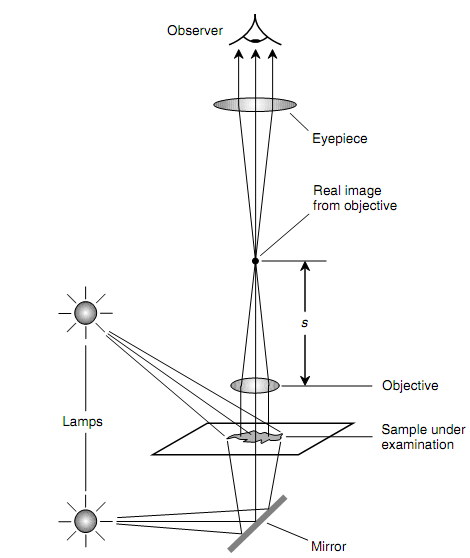 Observer
Eyepiece
Real image
from objective
s
Objective
Lamps
Sample under
examination
Mirror